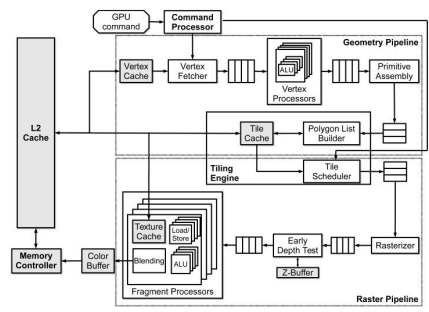 GPU
command
Command
Processor
Geometry Pipeline
Vertex
Cache
Vertex
Fetcher
ALU
Vertex
Processors
Primitive
Assembly
L2
Cache
Tile
Cache
Polygon List
Builder
Tiling
Engine
Tile
Scheduler
Texture
Cache
Load/
Store
Blending
ALU
Fragment Processors
Early
Depth Test
Z-Buffer
Rasterizer
Memory
Controller
Color
Buffer
Raster Pipeline